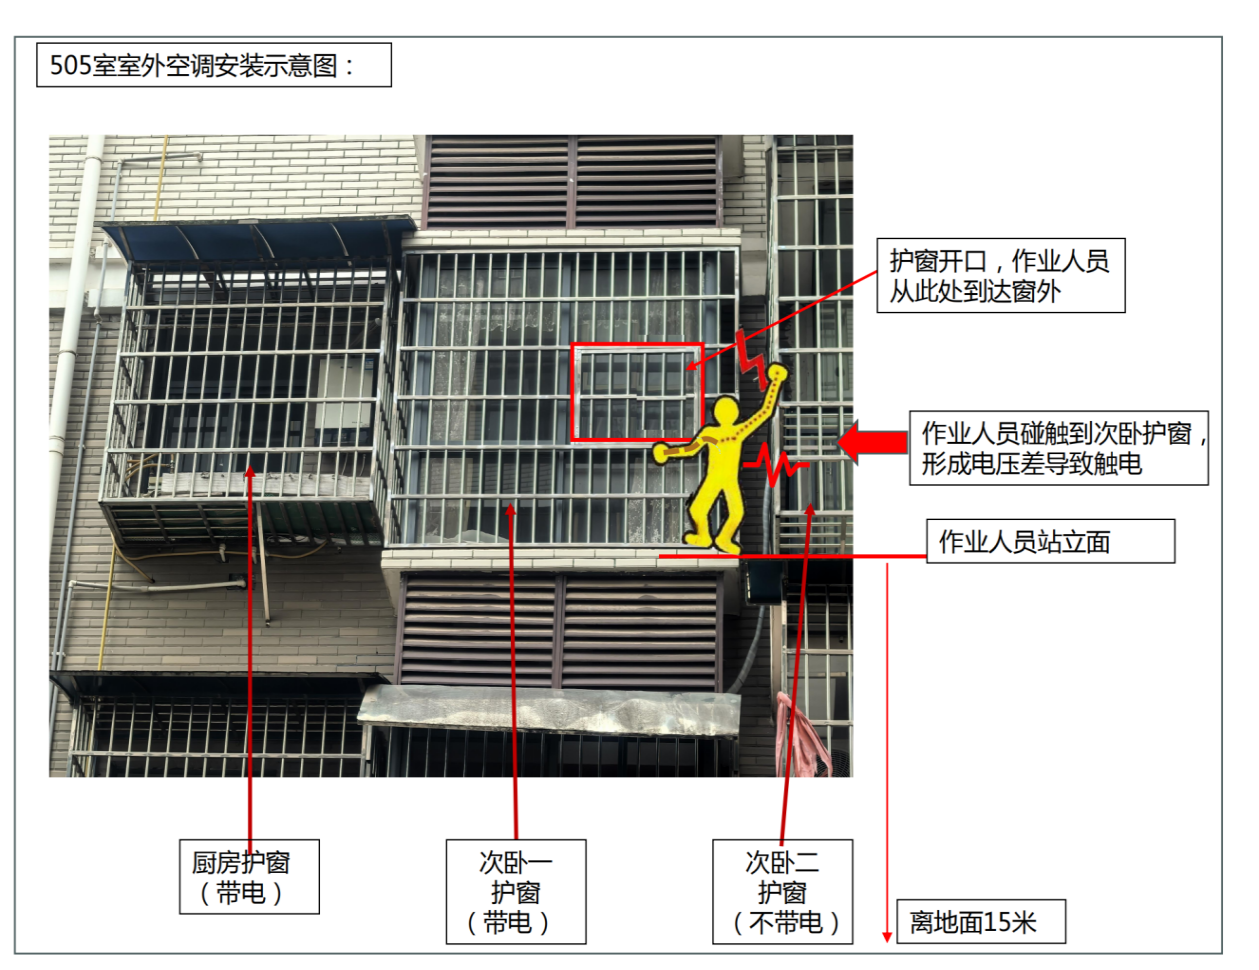 505室室外空调安装示意图：
护窗开口，作业人员
从此处到达窗外
作业人员碰触到次卧护窗，
形成电压差导致触电
作业人员站立面
厨房护窗
（带电）
次卧一
护窗
（带电）
次卧二
护窗
（不带电）
离地面15米